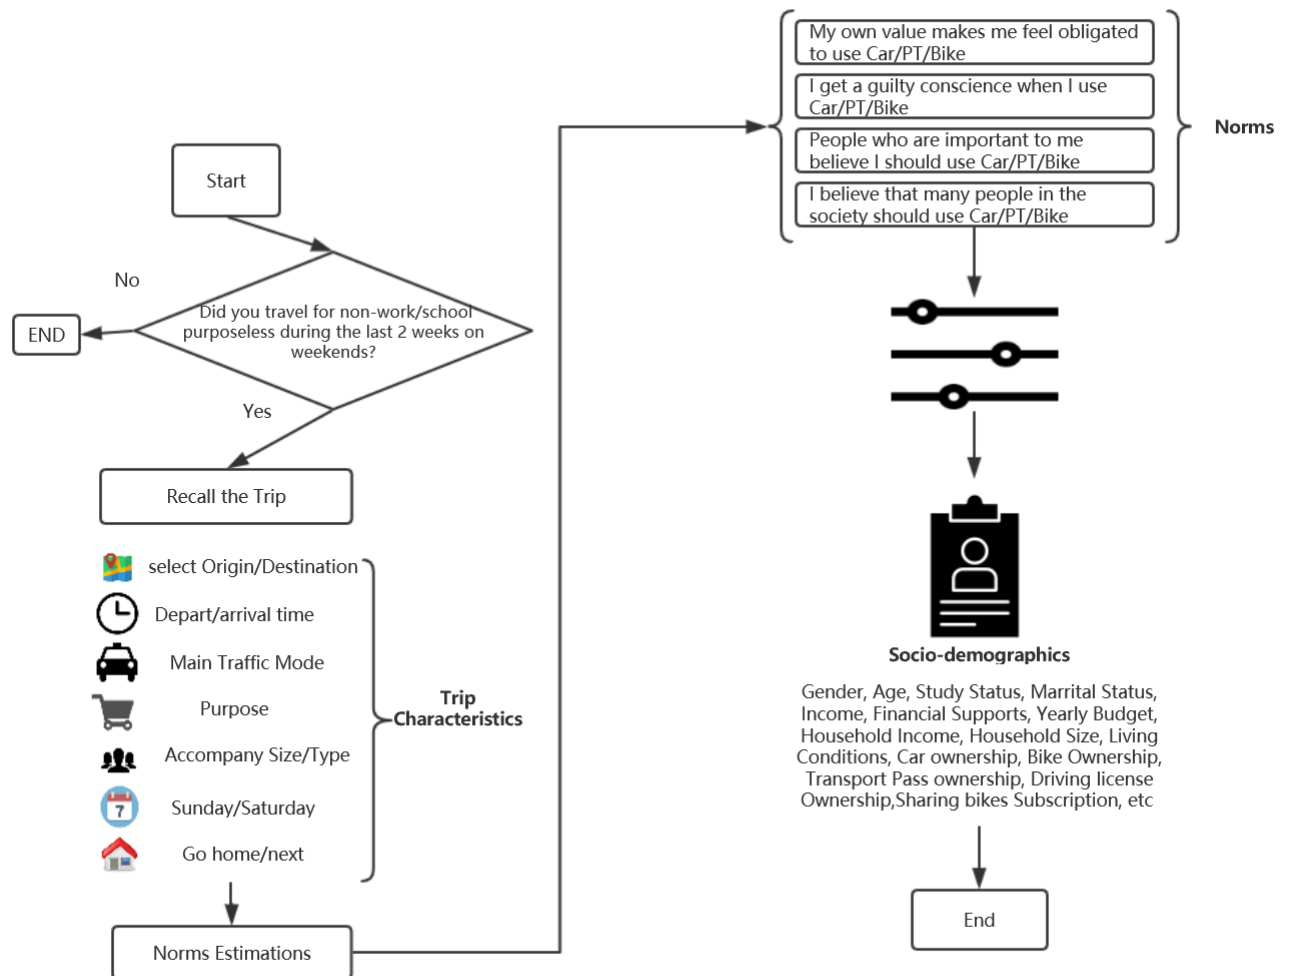 Start
No
Did you travel for non-work/school
purposeless during the last 2 weeks on
weekends?
END
Yes
Recall the Trip
select Origin/Destination
Depart/arrival time
Main Traffic Mode
Purpose
Accompany Size/Type
7
Sunday/Saturday
Go home/next
Trip
Characteristics
Norms Estimations
My own value makes me feel obligated
to use Car/PT/Bike
I get a guilty conscience when I use
Car/PT/Bike
People who are important to me
believe I should use Car/PT/Bike
I believe that many people in the
society should use Car/PT/Bike
Norms
Socio-demographics
Gender, Age, Study Status, Marrital Status,
Income, Financial Supports, Yearly Budget,
Household Income, Household Size, Living
Conditions, Car ownership, Bike Ownership,
Transport Pass ownership, Driving license
Ownership,Sharing bikes Subscription, etc
End